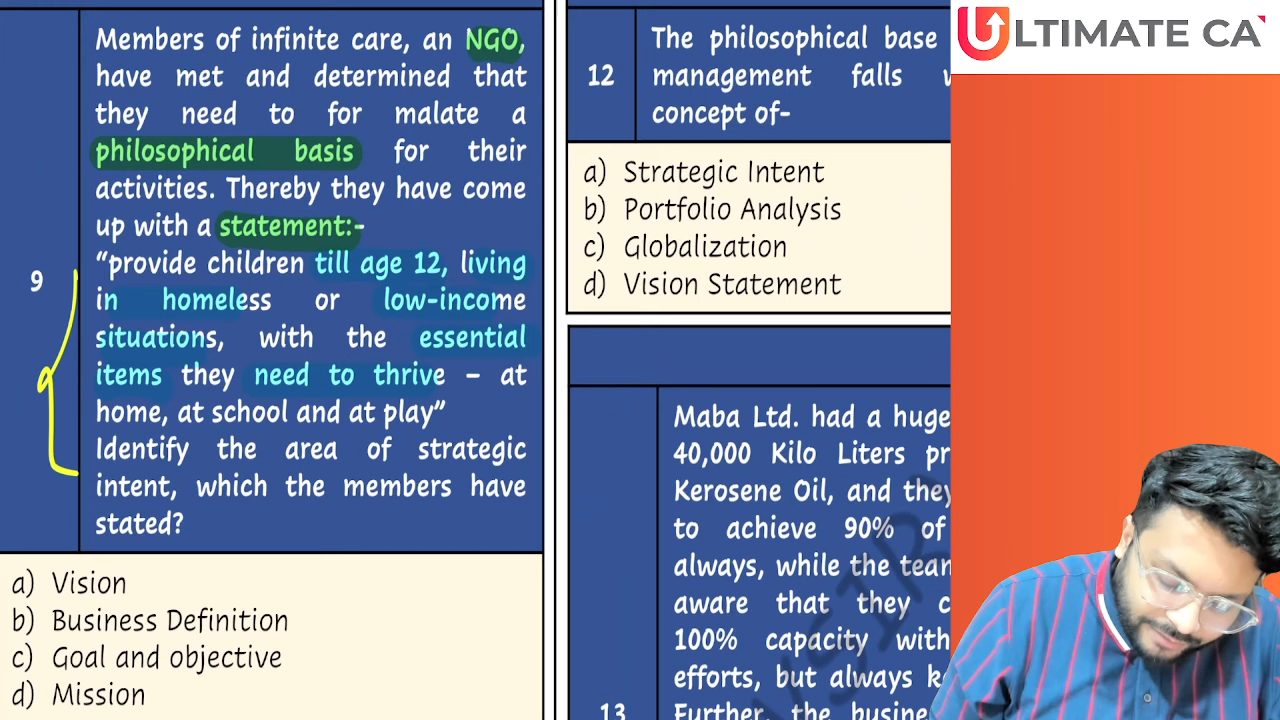 Members of infinite care, an NGO,
have met and determined that
they need to for malate a
philosophical basis for their
activities. Thereby they have come
up with a statement:-
"provide children till age 12, living
9
in homeless or low-income
situations, with the essential
items they need to thrive – at
home, at school and at play"
Identify the area of strategic
intent, which the members have
stated?
a) Vision
b) Business Definition
c) Goal and objective
d) Mission
The philosophical base
12 management falls
concept of-
a) Strategic Intent
b) Portfolio Analysis
c) Globalization
d) Vision Statement
Maba Ltd. had a huge
40,000 Kilo Liters
Kerosene Oil, and they
to achieve 90% of
always, while the
aware that they
100% capacity
efforts, but always
13 Further, the
ULTIMATE CA